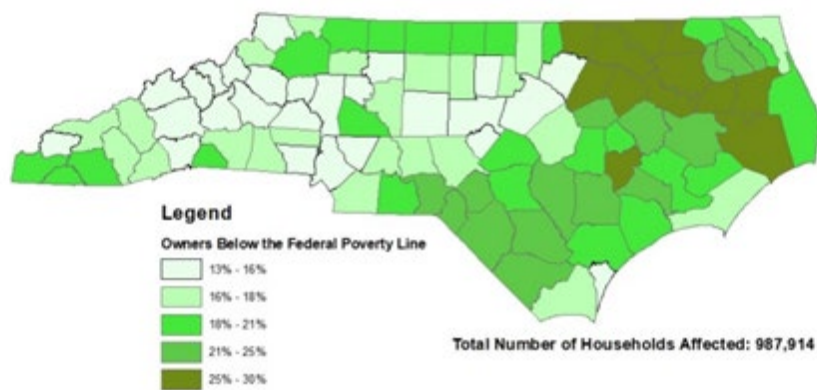 Legend
Owners Below the Federal Poverty Line
13% - 16%
16% - 18%
18% - 21%
21% - 25%
25% - 30%
Total Number of Households Affected: 987,914